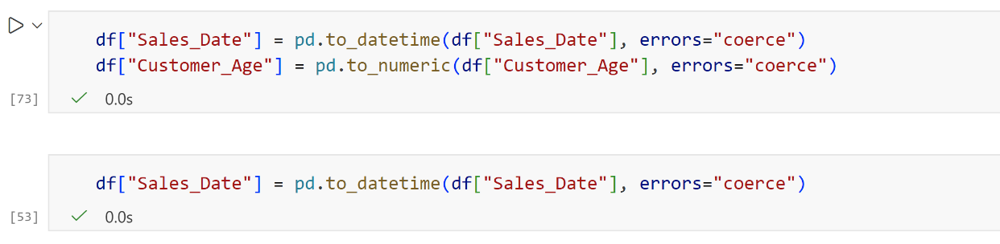 df["Sales_Date"] = pd.to_datetime(df["Sales_Date"], errors="coerce")
df["Customer_Age"] = pd.to_numeric(df["Customer_Age"], errors="coerce")
[73]
0.0s
df["Sales_Date"] = pd.to_datetime(df["Sales_Date"], errors="coerce")
[53]
0.0s